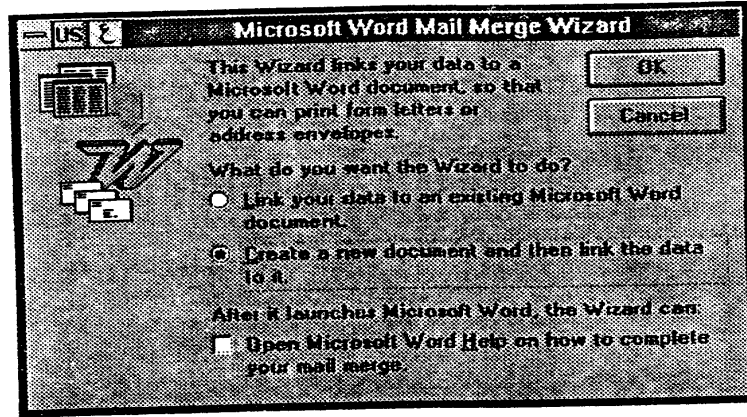 US Microsoft Word Mail Merge Wizard
This Wizard links your data to a
Microsoft Word document, so that
you can print form letters or
address envelopes.
OK
Cancel
What do you want the Wizard to do?
Link your data to an existing Microsoft Word
document.
Create a new document and then link the data
to it.
After it launches Microsoft Word, the Wizard can:
Open Microsoft Word Help on how to complete
your mail merge.